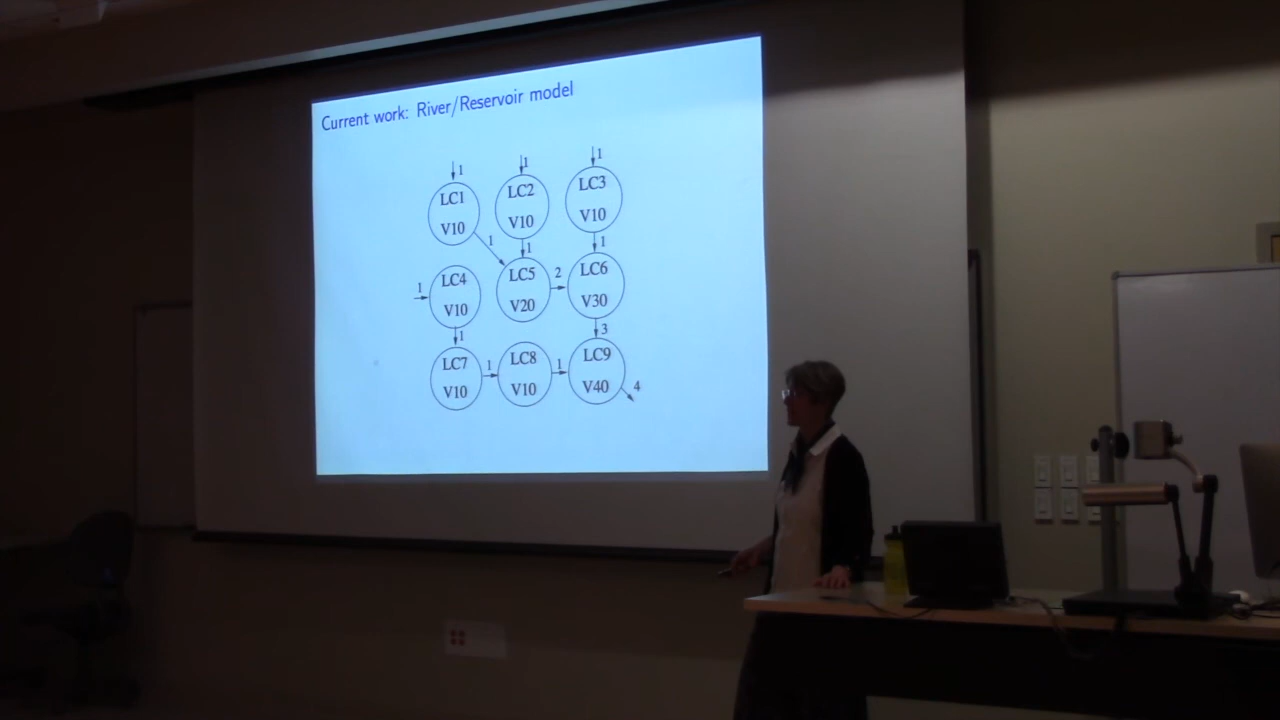 Current work: River/Reservoir model
1
1
1
LC1
V10
LC2
V10
LC3
V10
1
1
1
1
LC4
V10
LC5
V20
2
LC6
V30
1
3
LC7
V10
1
LC8
V10
1
LC9
V40
4